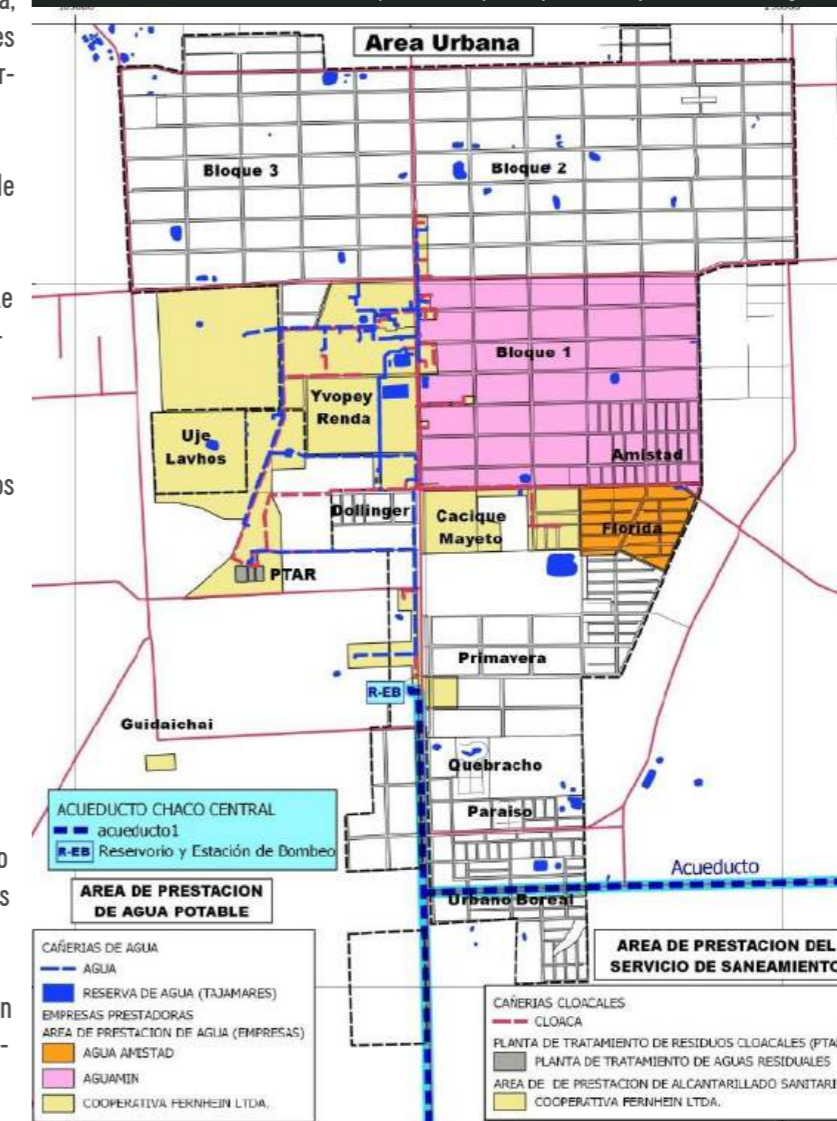 Area Urbana
Bloque 3
Bloque 2
Bloque 1
Yvopey
Renda
Uje
Lavhos
Amistad
Dollinger
Cacique
Mayeto
Florida
PTAR
Primavera
R-EB
Guidaichai
Quebracho
Paraiso
Acueducto
Urbano Boreal
ACUEDUCTO CHACO CENTRAL
acueducto1
R-EB Reservorio y Estación de Bombeo
AREA DE PRESTACION
DE AGUA POTABLE
CAÑERIAS DE AGUA
AGUA
RESERVA DE AGUA (TAJAMARES)
EMPRESAS PRESTADORAS
AREA DE PRESTACION DE AGUA (EMPRESAS)
AGUA AMISTAD
AGUAMIN
COOPERATIVA FERNHEIN LTDA.
AREA DE PRESTACION DEL
SERVICIO DE SANEAMIENTO
CAÑERIAS CLOACALES
CLOACA
PLANTA DE TRATAMIENTO DE RESIDUOS CLOACALES (PTAR
PLANTA DE TRATAMIENTO DE AGUAS RESIDUALES
AREA DE DE PRESTACION DE ALCANTARILLADO SANITARI
COOPERATIVA FERNHEIN LTDA.